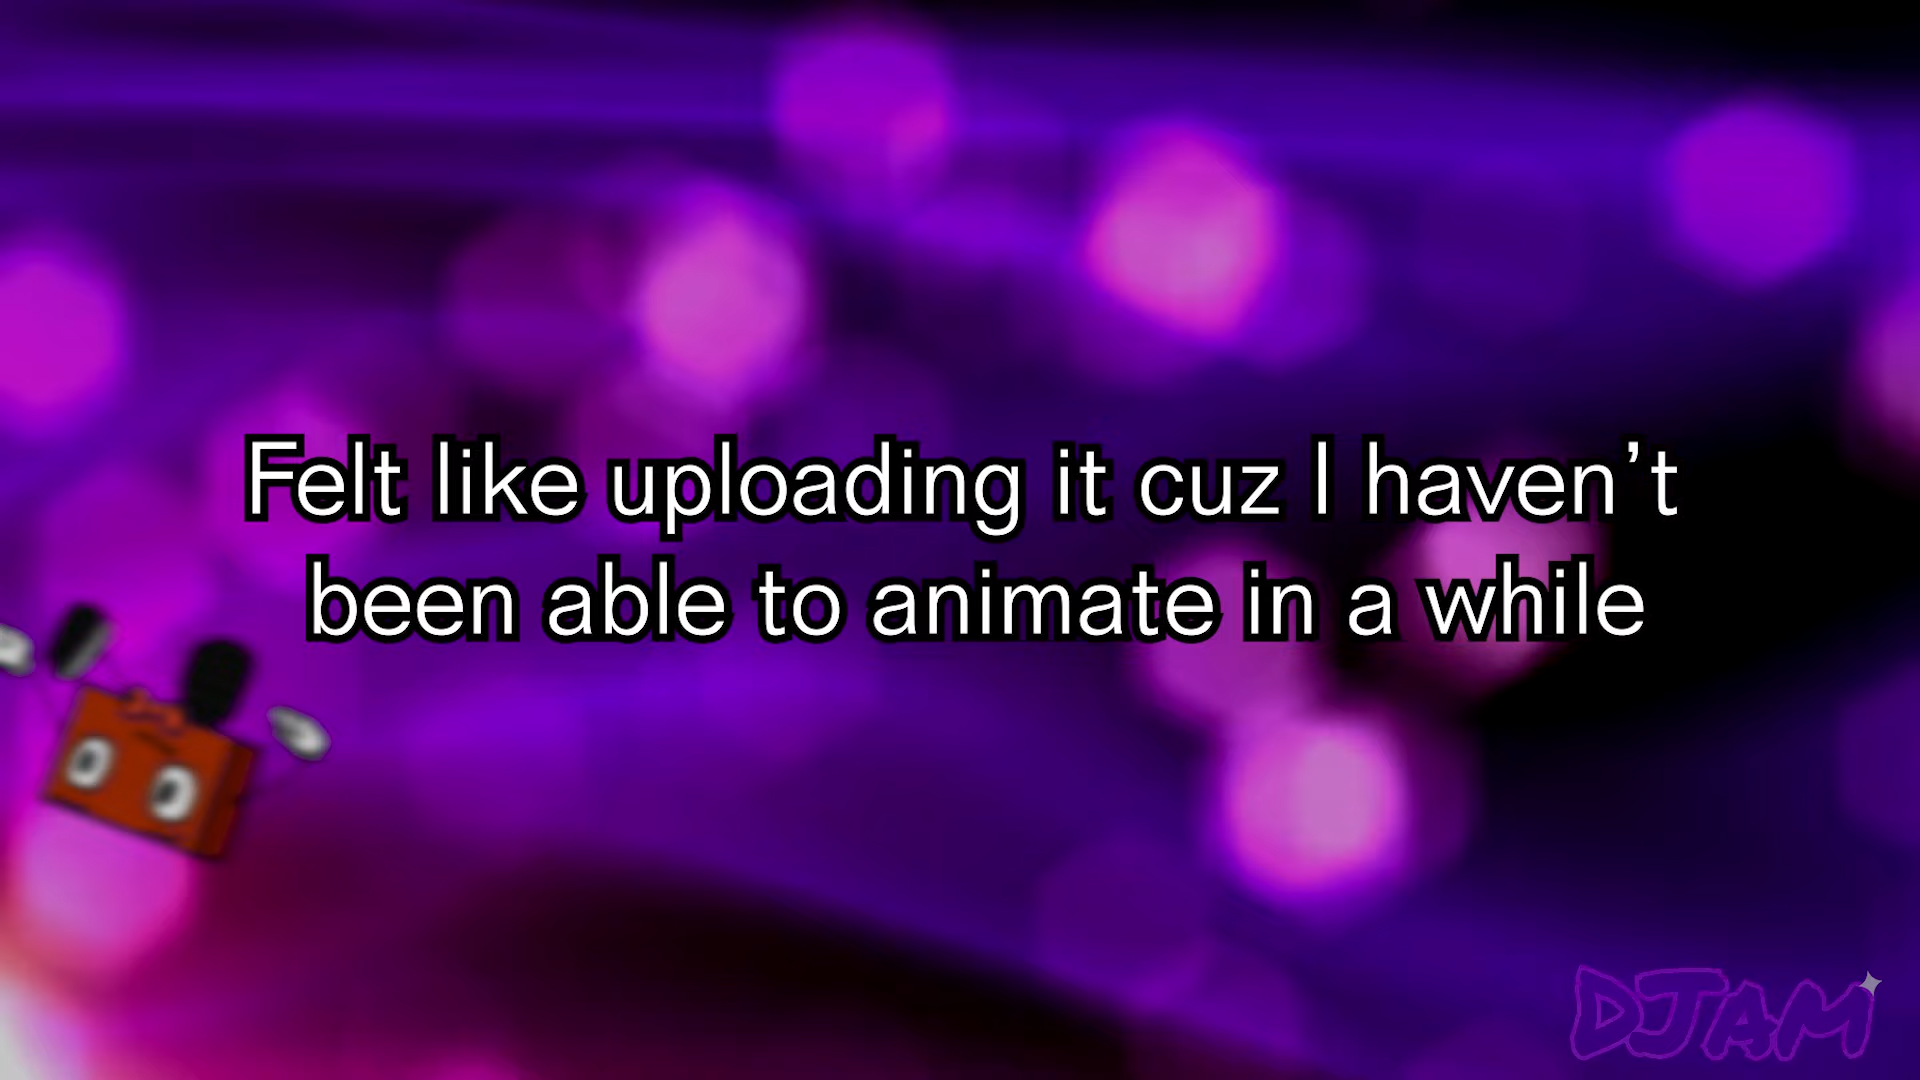 Felt like uploading it cuz I haven’t
been able to animate in a while
DJAM